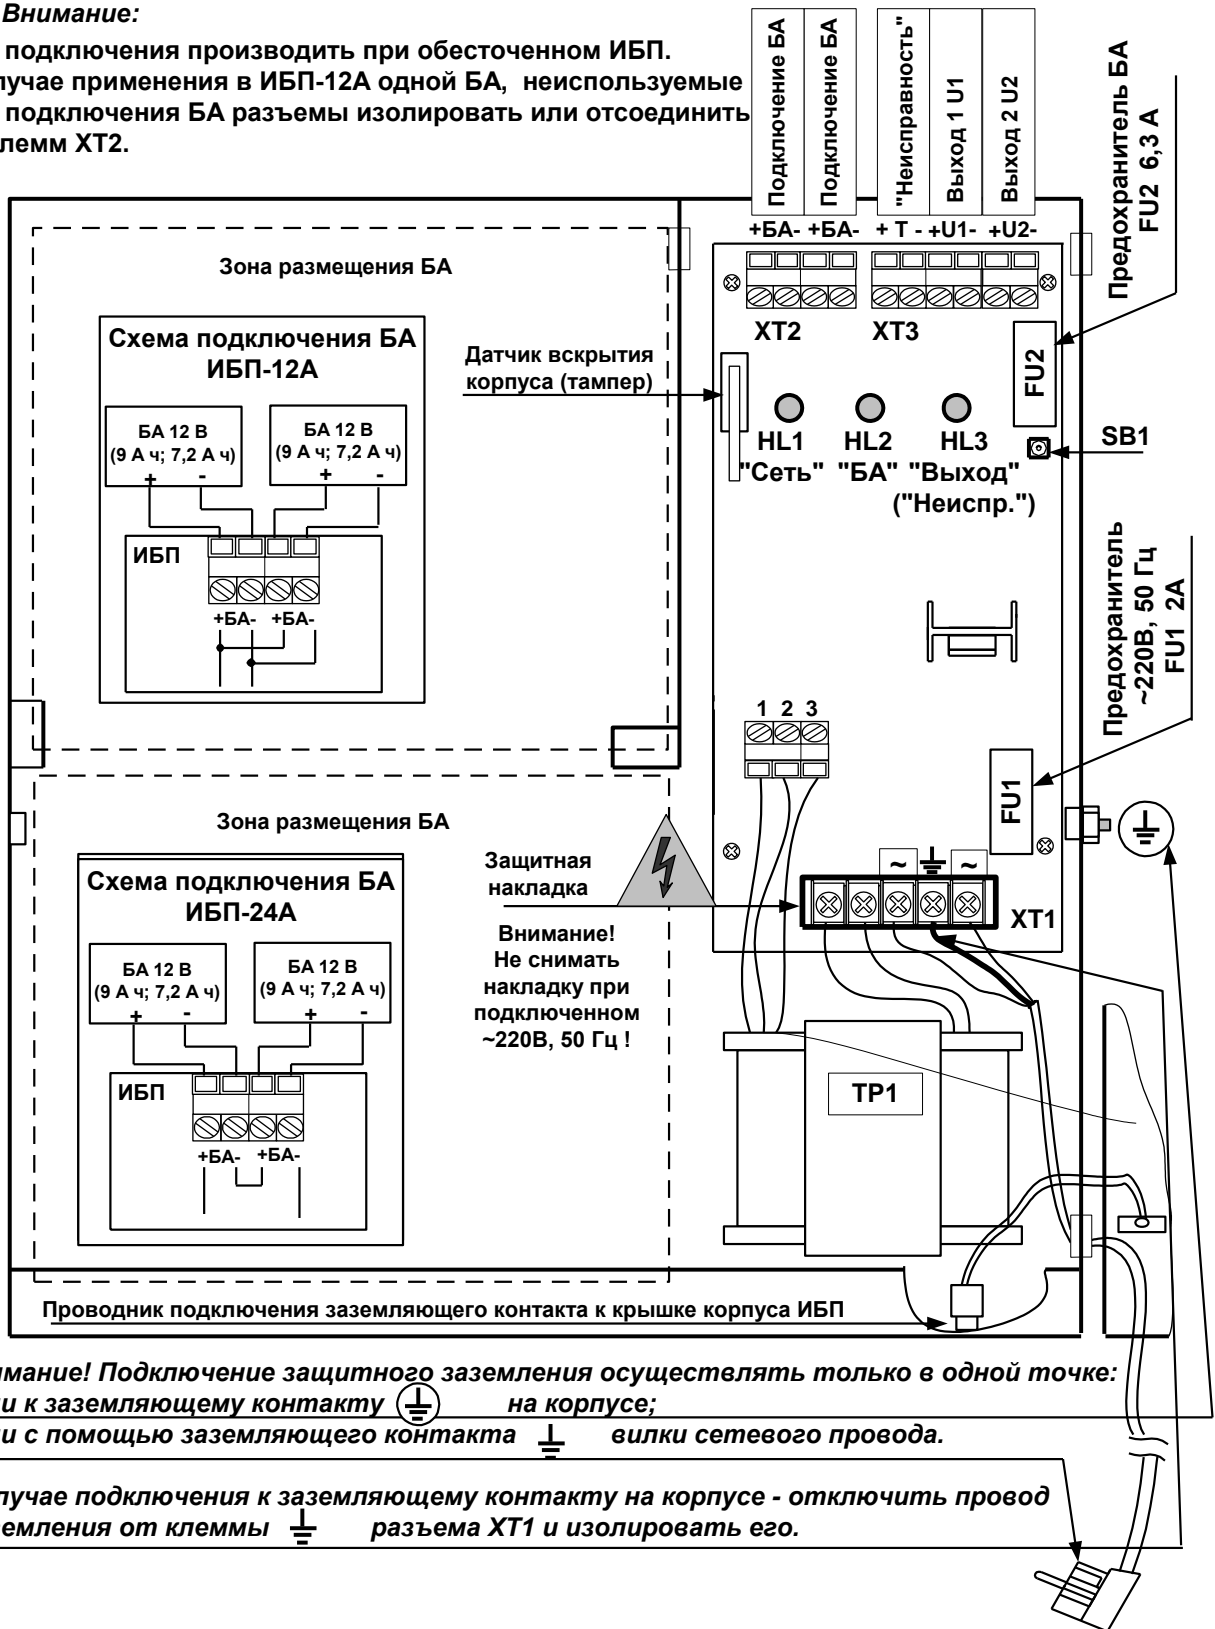 Внимание:
подключения производить при обесточенном ИБП.
лучае применения в ИБП-12А одной БА, неиспользуемые
подключения БА разъемы изолировать или отсоединить
лемм ХТ2.
Подключение БА
Подключение БА
"Неисправность"
Выход 1 U1
Выход 2 U2
Предохранитель БА
FU2 6,3 А
+БА- +БА- + Т - +U1- +U2-
Зона размещения БА
ХТ2 ХТ3
FU2
Схема подключения БА
ИБП-12А
Датчик вскрытия
корпуса (тампер)
БА 12 В
(9 А ч; 7,2 А ч)
+ -
БА 12 В
(9 А ч; 7,2 А ч)
+ -
HL1 HL2 HL3
"Сеть" "БА" "Выход"
("Неиспр.")
SB1
ИБП
+БА- +БА-
Предохранитель
~220В, 50 Гц
FU1 2А
1 2 3
FU1
Зона размещения БА
Схема подключения БА
ИБП-24А
Защитная
накладка
~ ~
ХТ1
Внимание!
Не снимать
накладку при
подключенном
~220В, 50 Гц !
БА 12 В
(9 А ч; 7,2 А ч)
+ -
БА 12 В
(9 А ч; 7,2 А ч)
+ -
ИБП
+БА- +БА-
ТР1
Проводник подключения заземляющего контакта к крышке корпуса ИБП
имание! Подключение защитного заземления осуществлять только в одной точке:
и к заземляющему контакту на корпусе;
и с помощью заземляющего контакта вилки сетевого провода.
лучае подключения к заземляющему контакту на корпусе - отключить провод
емления от клеммы разъема ХТ1 и изолировать его.